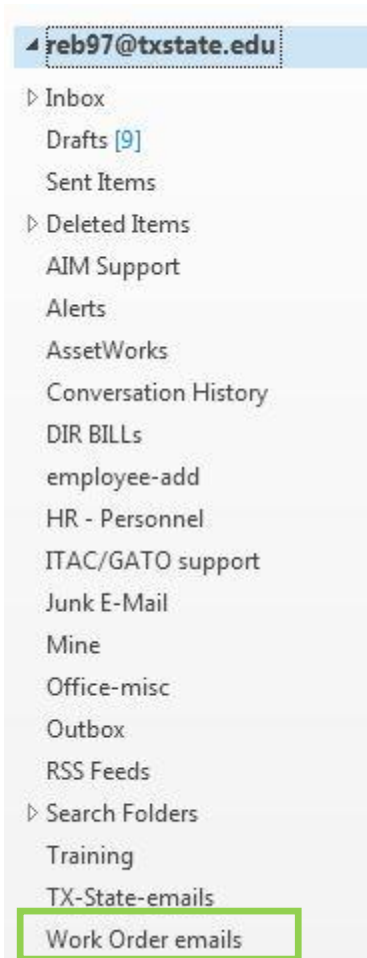 reb97@txstate.edu
Inbox
Drafts [9]
Sent Items
Deleted Items
AIM Support
Alerts
AssetWorks
Conversation History
DIR BILLs
employee-add
HR - Personnel
ITAC/GATO support
Junk E-Mail
Mine
Office-misc
Outbox
RSS Feeds
Search Folders
Training
TX-State-emails
Work Order emails